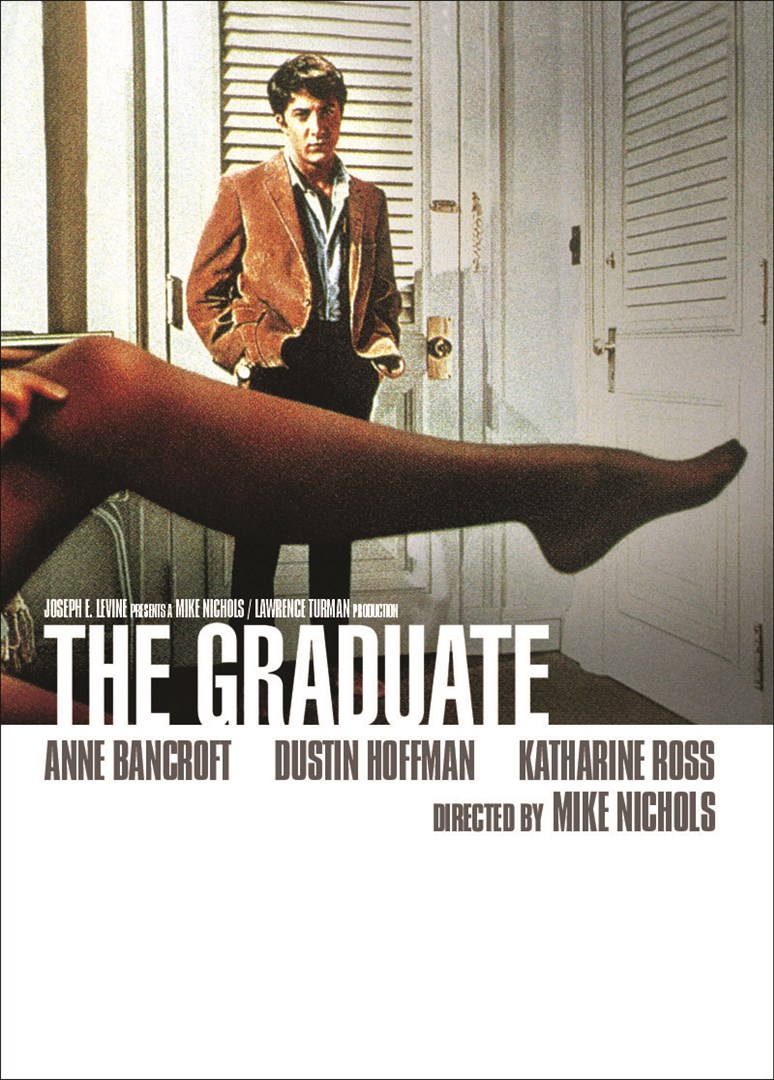 JOSEPH E. LEVINE PRESENTS A MIKE NICHOLS / LAWRENCE TURMAN PRODUCTION
THE GRADUATE
ANNE BANCROFT DUSTIN HOFFMAN KATHARINE ROSS
DIRECTED BY MIKE NICHOLS